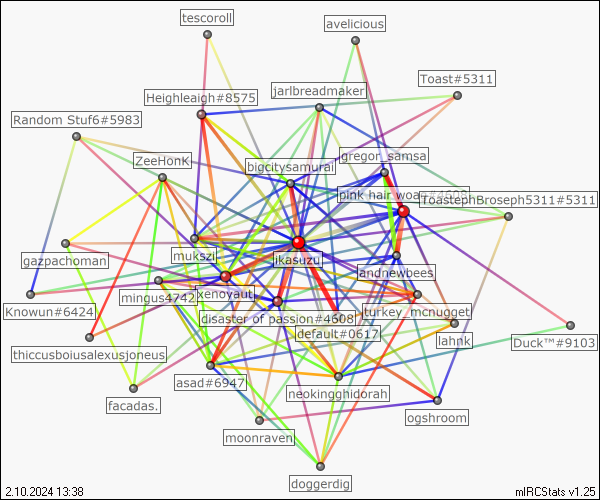 tescoroll
avelicious
Toast#5311
jarlbreadmaker
Heighleigh#8575
Random Stuf6#5983
gregor_samsa
ZeeHonK
bigcitysamurai
pink hair woa
ToastephBroseph5311#5311
mukszi
jkasuzu
gazpachoman
andnewbees
xenoyaut
mingus4742
Knowun#6424
turkey_mcnugget
disaster of passion#4608
default#0617
lahnk
Duck™#9103
thiccusboiusalexusjoneus
asad#6947
neokingghidorah
facadas.
ogshroom
moonraven
doggerdig
2.10.2024 13:38
mIRCStats v1.25